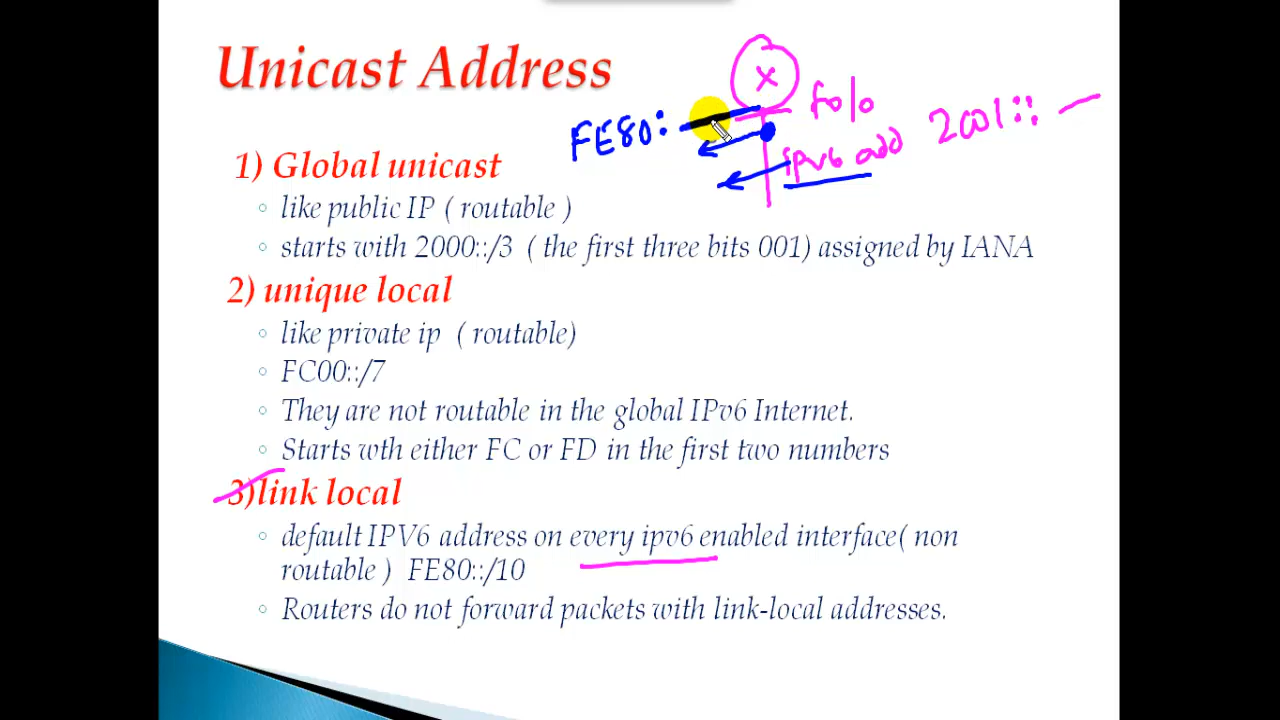 Unicast Address
X
f0/0
FE80:
ipv6 add 2001::
1) Global unicast
like public IP ( routable )
starts with 2000::/3 ( the first three bits 001) assigned by IANA
2) unique local
like private ip ( routable)
FC00::/7
They are not routable in the global IPv6 Internet.
Starts wth either FC or FD in the first two numbers
3)link local
default IPV6 address on every ipv6 enabled interface( non
routable ) FE80::/10
Routers do not forward packets with link-local addresses.